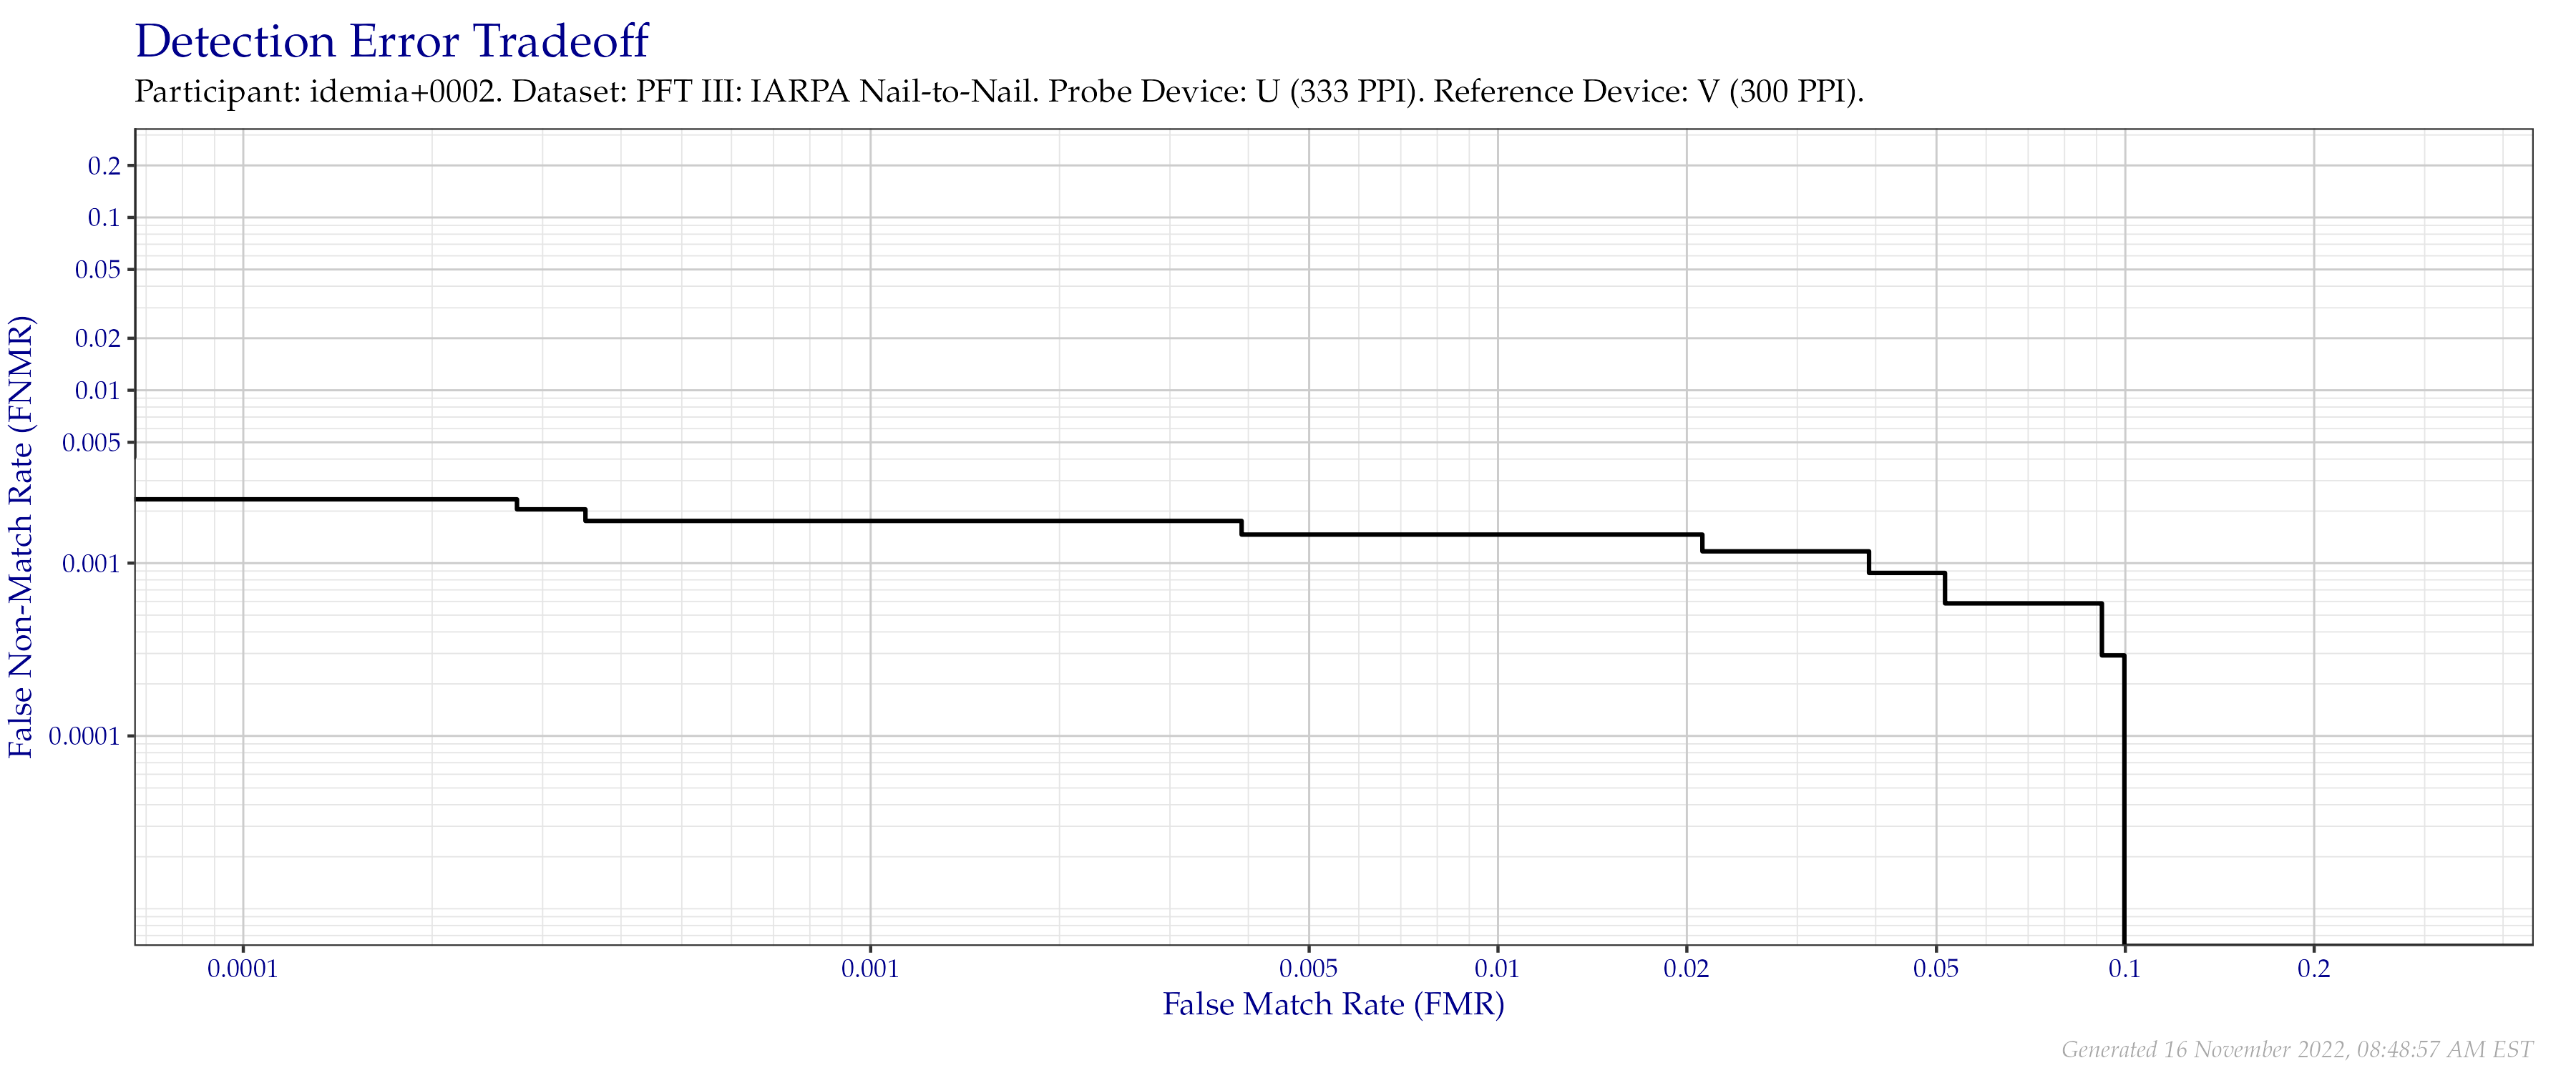 Detection Error Tradeoff
Participant: idemia+0002. Dataset: PFT III: IARPA Nail-to-Nail. Probe Device: U (333 PPI). Reference Device: V (300 PPI).
False Non-Match Rate (FNMR)
0.2
0.1
0.05
0.02
0.01
0.005
0.001
0.0001
0.0001 0.001 0.005 0.01 0.02 0.05 0.1 0.2
False Match Rate (FMR)
Generated 16 November 2022, 08:48:57 AM EST